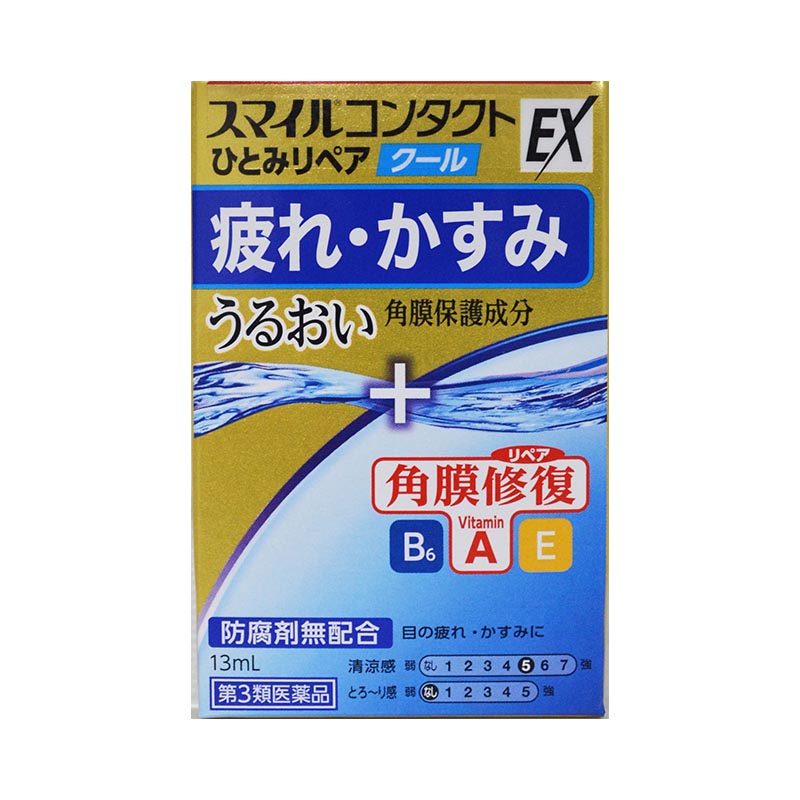 スマイルコンタクト EX
ひとみリペア クール
疲れ・かすみ
うるおい 角膜保護成分
+
リペア
角膜修復
Vitamin
B6 A E
防腐剤無配合 目の疲れ・かすみに
13mL 清涼感 弱 なし 1 2 3 4 5 6 7 強
第3類医薬品 とろ～り感 弱 なし 1 2 3 4 5 強